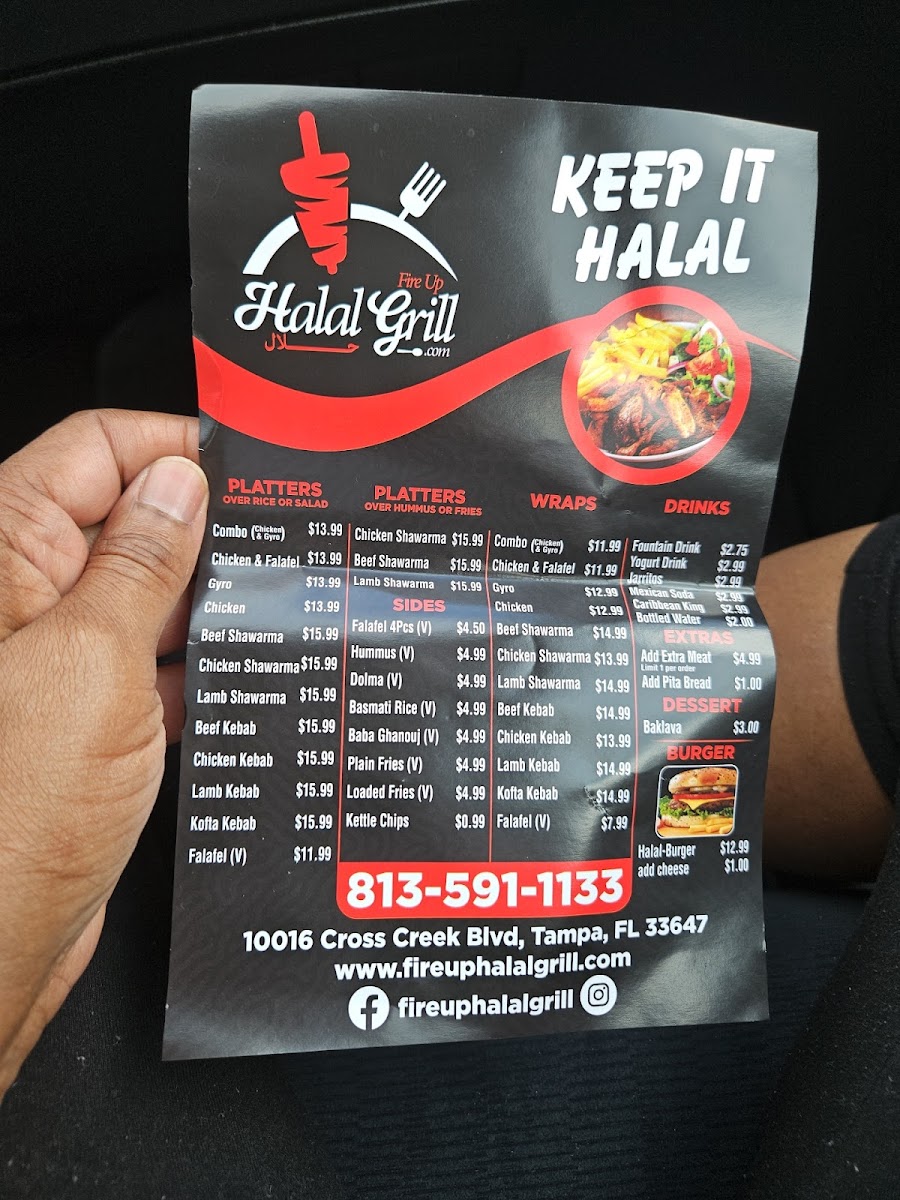 Fire Up
Halal Grill
حلال
.com
KEEP IT
HALAL
PLATTERS
OVER RICE OR SALAD
Combo (Chicken & Gyro) $13.99
Chicken & Falafel $13.99
Gyro $13.99
Chicken $13.99
Beef Shawarma $15.99
Chicken Shawarma $15.99
Lamb Shawarma $15.99
Beef Kebab $15.99
Chicken Kebab $15.99
Lamb Kebab $15.99
Kofta Kebab $15.99
Falafel (V) $11.99
PLATTERS
OVER HUMMUS OR FRIES
Chicken Shawarma $15.99
Beef Shawarma $15.99
Lamb Shawarma $15.99
SIDES
Falafel 4Pcs (V) $4.50
Hummus (V) $4.99
Dolma (V) $4.99
Basmati Rice (V) $4.99
Baba Ghanouj (V) $4.99
Plain Fries (V) $4.99
Loaded Fries (V) $4.99
Kettle Chips $0.99
WRAPS
Combo (Chicken & Gyro) $11.99
Chicken & Falafel $11.99
Gyro $12.99
Chicken $12.99
Beef Shawarma $14.99
Chicken Shawarma $13.99
Lamb Shawarma $14.99
Beef Kebab $14.99
Chicken Kebab $13.99
Lamb Kebab $14.99
Kofta Kebab $14.99
Falafel (V) $7.99
DRINKS
Fountain Drink $2.75
Yogurt Drink $2.99
Jarritos $2.99
Mexican Soda $2.99
Caribbean King $2.99
Bottled Water $2.00
EXTRAS
Add Extra Meat $4.99
Limit 1 per order
Add Pita Bread $1.00
DESSERT
Baklava $3.00
BURGER
Halal-Burger $12.99
add cheese $1.00
813-591-1133
10016 Cross Creek Blvd, Tampa, FL 33647
www.fireuphalalgrill.com
fireuphalalgrill